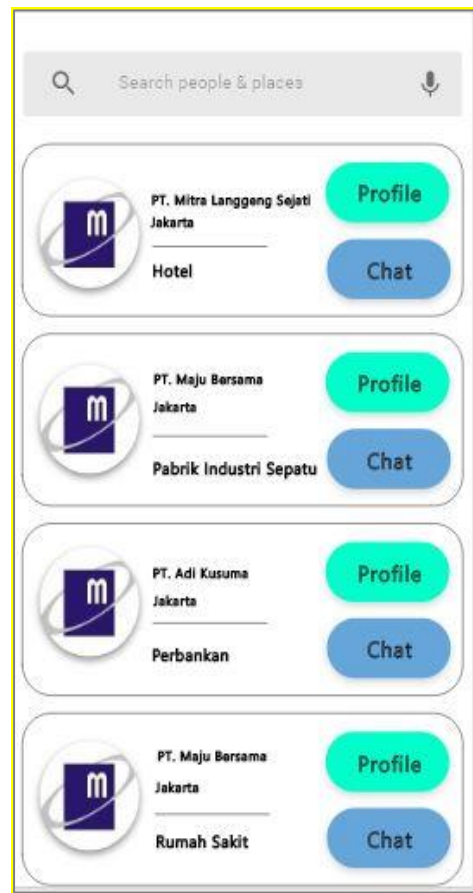 Search people & places
m
PT. Mitra Langgeng Sejati
Jakarta
Hotel
Profile
Chat
m
PT. Maju Bersama
Jakarta
Pabrik Industri Sepatu
Profile
Chat
m
PT. Adi Kusuma
Jakarta
Perbankan
Profile
Chat
m
PT. Maju Bersama
Jakarta
Rumah Sakit
Profile
Chat